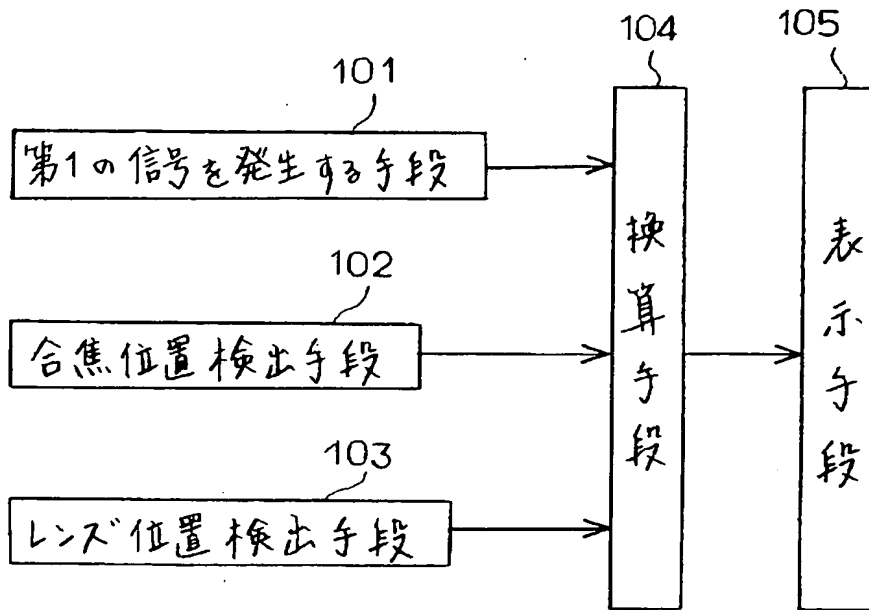 101
第1の信号を発生する手段
102
合焦位置検出手段
103
レンズ位置検出手段
104
換算手段
105
表示手段